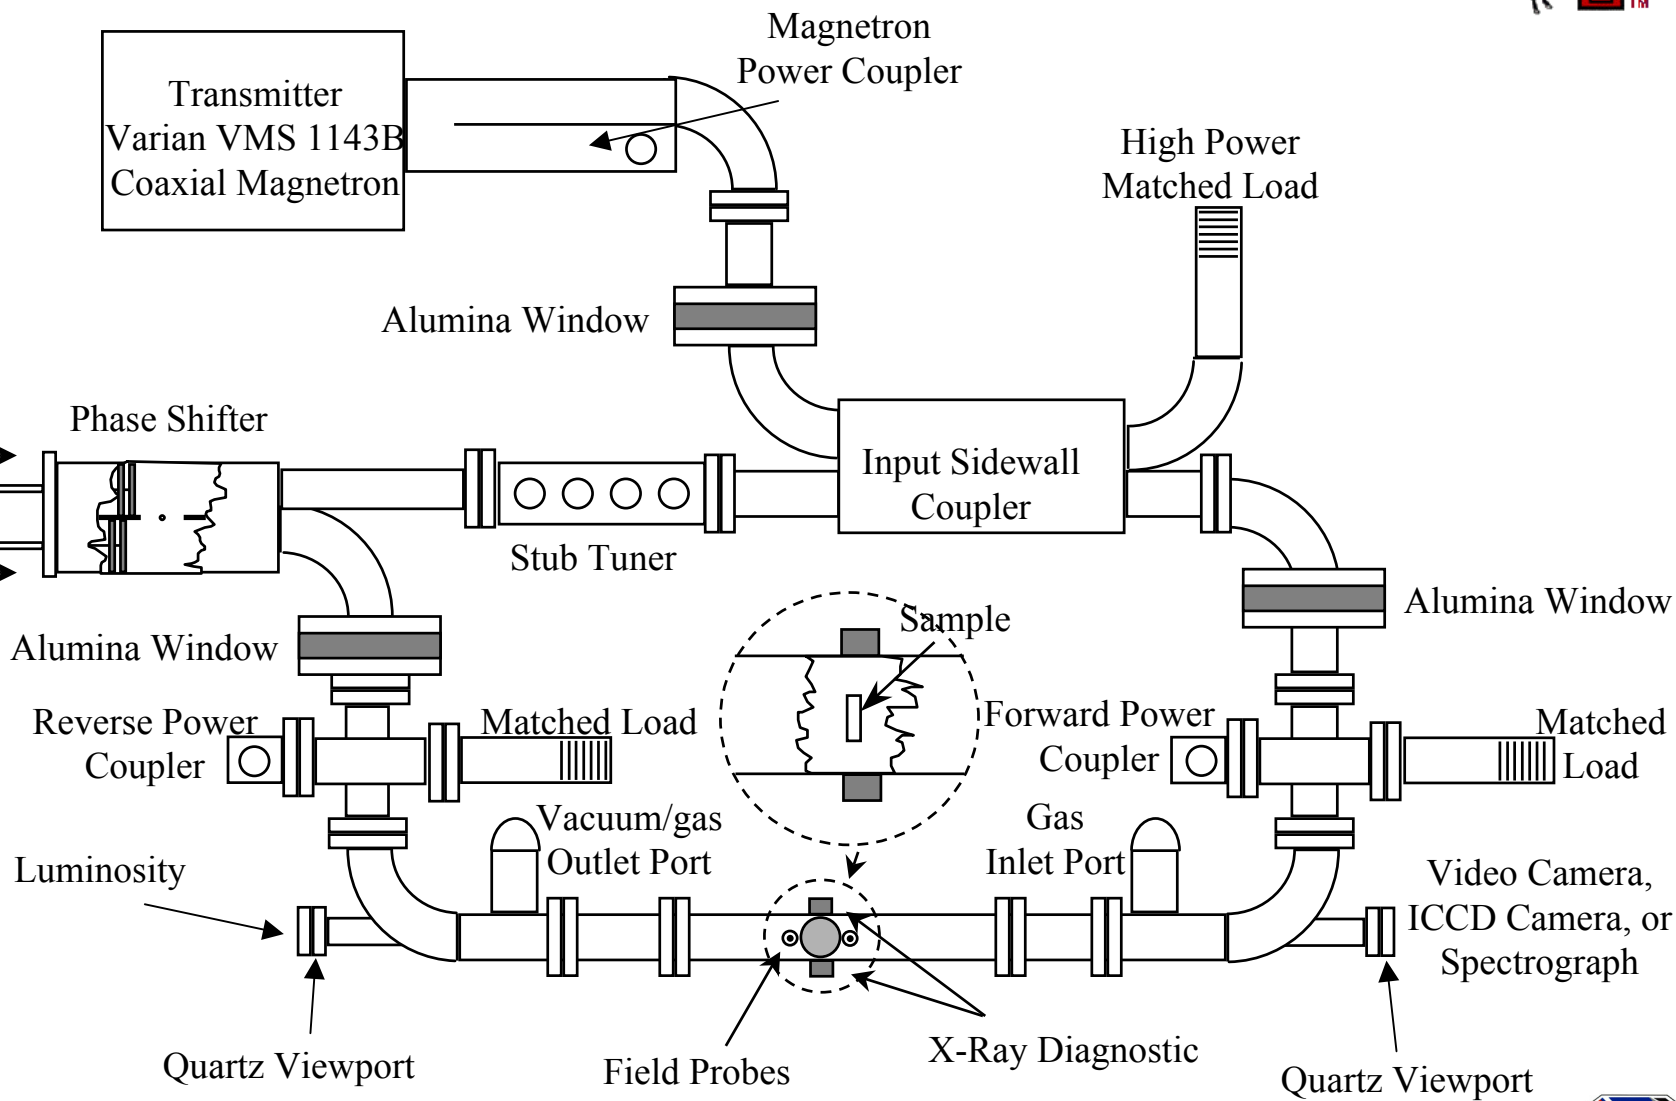 Magnetron
Power Coupler
Transmitter
Varian VMS 1143B
Coaxial Magnetron
High Power
Matched Load
Alumina Window
Phase Shifter
Input Sidewall
Coupler
Stub Tuner
Alumina Window
Alumina Window
Sample
Reverse Power
Coupler
Matched Load
Forward Power
Coupler
Matched
Load
Vacuum/gas
Outlet Port
Gas
Inlet Port
Luminosity
Video Camera,
ICCD Camera, or
Spectrograph
Quartz Viewport
Field Probes
X-Ray Diagnostic
Quartz Viewport
TM